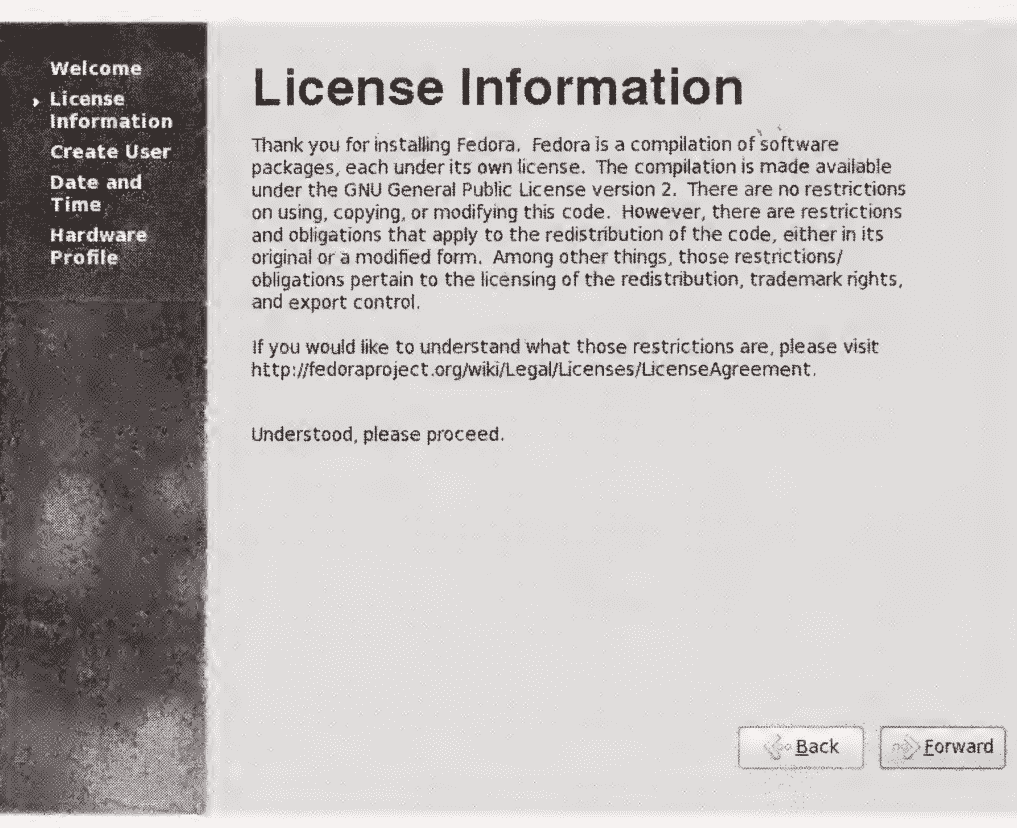 Welcome
License
Information
Create User
Date and
Time
Hardware
Profile
License Information
Thank you for installing Fedora. Fedora is a compilation of software
packages, each under its own license. The compilation is made available
under the GNU General Public License version 2. There are no restrictions
on using, copying, or modifying this code. However, there are restrictions
and obligations that apply to the redistribution of the code, either in its
original or a modified form. Among other things, those restrictions/
obligations pertain to the licensing of the redistribution, trademark rights,
and export control.
If you would like to understand what those restrictions are, please visit
http://fedoraproject.org/wiki/Legal/Licenses/LicenseAgreement.
Understood, please proceed.
Back
Forward